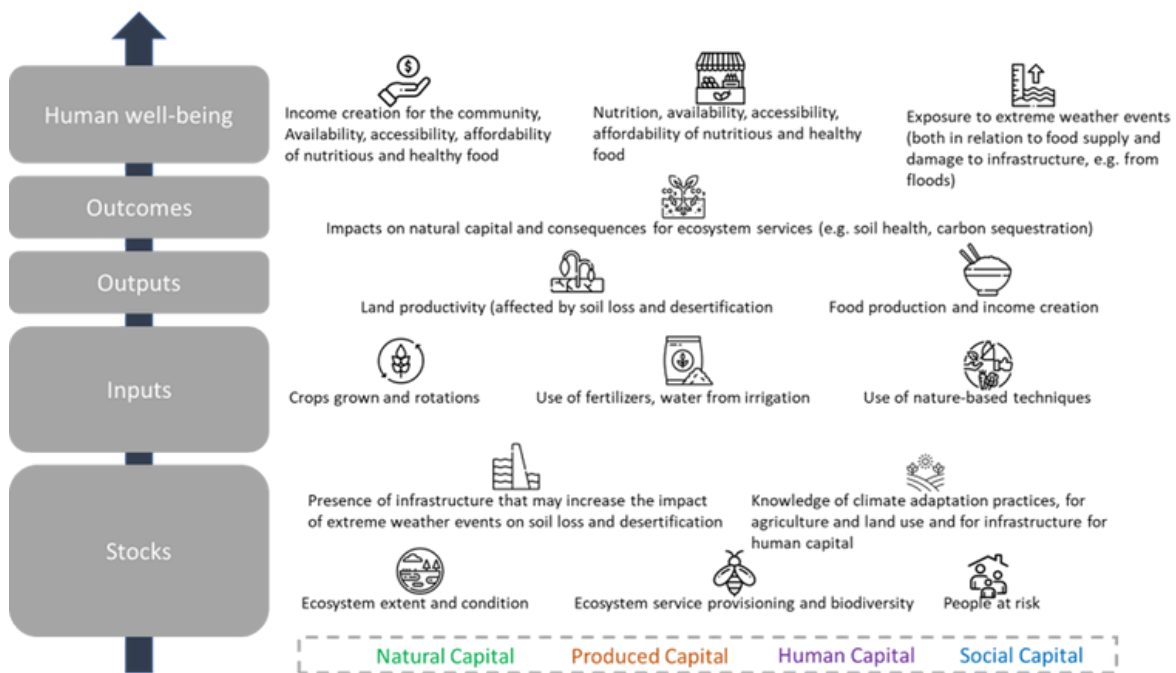 Human well-being
Income creation for the community,
Availability, accessibility, affordability
of nutritious and healthy food
Nutrition, availability, accessibility,
affordability of nutritious and healthy
food
Exposure to extreme weather events
(both in relation to food supply and
damage to infrastructure, e.g. from
floods)
Outcomes
Impacts on natural capital and consequences for ecosystem services (e.g. soil health, carbon sequestration)
Outputs
Land productivity (affected by soil loss and desertification
Food production and income creation
Inputs
Crops grown and rotations
Use of fertilizers, water from irrigation
Use of nature-based techniques
Stocks
Presence of infrastructure that may increase the impact
of extreme weather events on soil loss and desertification
Knowledge of climate adaptation practices, for
agriculture and land use and for infrastructure for
human capital
Ecosystem extent and condition
Ecosystem service provisioning and biodiversity
People at risk
Natural Capital
Produced Capital
Human Capital
Social Capital